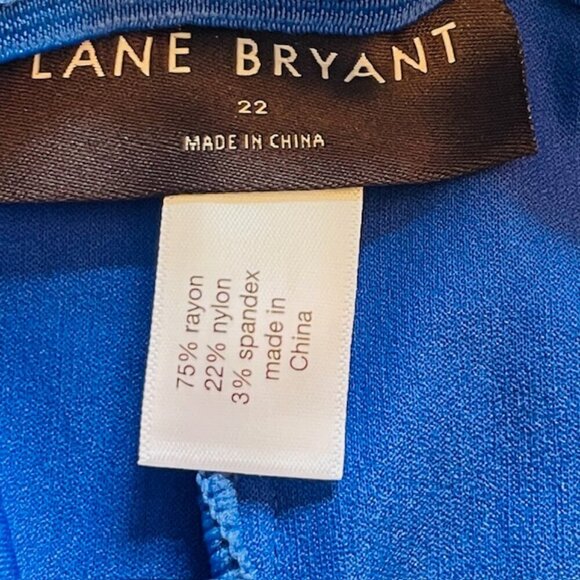 LANE BRYANT
22
MADE IN CHINA
75% rayon
22% nylon
3% spandex
made in
China